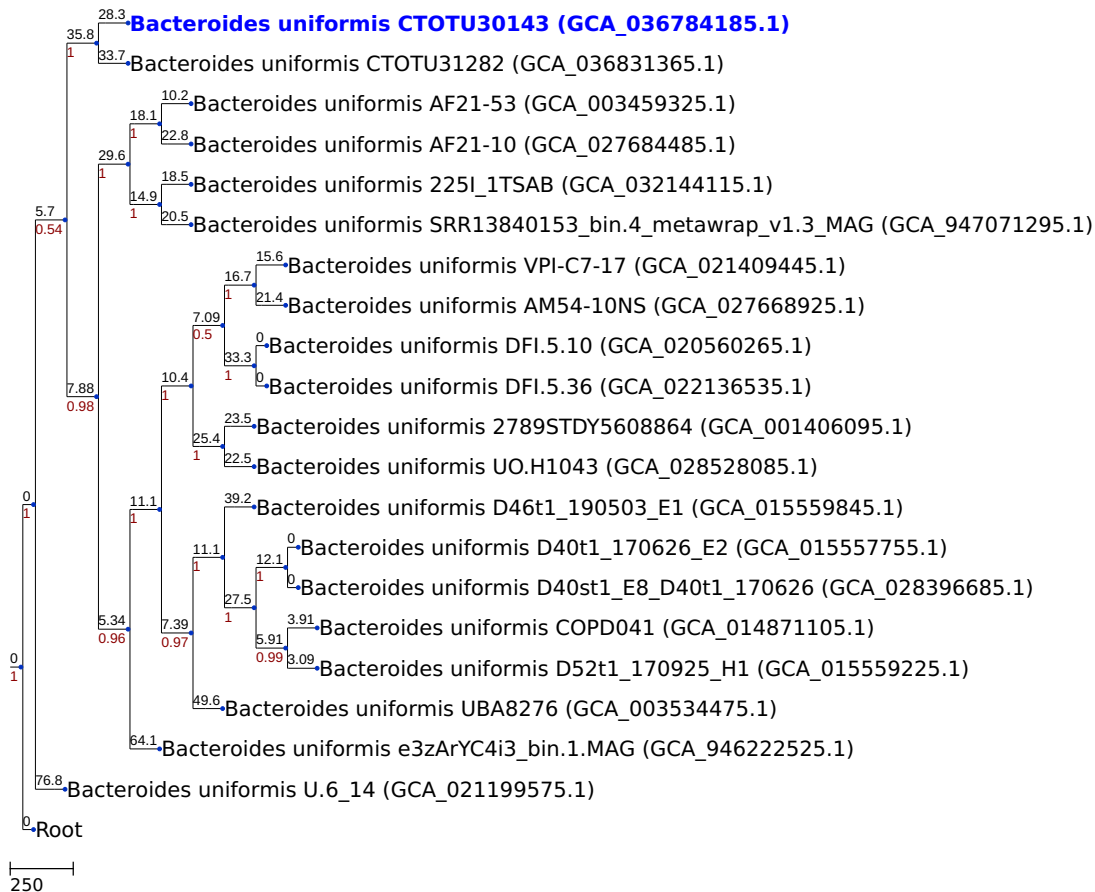 28.3
Bacteroides uniformis CTOTU30143 (GCA_036784185.1)
35.8
1
33.7
Bacteroides uniformis CTOTU31282 (GCA_036831365.1)
10.2
Bacteroides uniformis AF21-53 (GCA_003459325.1)
18.1
1
22.8
Bacteroides uniformis AF21-10 (GCA_027684485.1)
29.6
1
18.5
Bacteroides uniformis 225I_1TSAB (GCA_032144115.1)
14.9
1
20.5
Bacteroides uniformis SRR13840153_bin.4_metawrap_v1.3_MAG (GCA_947071295.1)
5.7
0.54
15.6
Bacteroides uniformis VPI-C7-17 (GCA_021409445.1)
16.7
1
21.4
Bacteroides uniformis AM54-10NS (GCA_027668925.1)
7.09
0.5
0
Bacteroides uniformis DFI.5.10 (GCA_020560265.1)
33.3
1
0
Bacteroides uniformis DFI.5.36 (GCA_022136535.1)
10.4
1
7.88
0.98
23.5
Bacteroides uniformis 2789STDY5608864 (GCA_001406095.1)
25.4
1
22.5
Bacteroides uniformis UO.H1043 (GCA_028528085.1)
11.1
1
0
1
39.2
Bacteroides uniformis D46t1_190503_E1 (GCA_015559845.1)
11.1
1
0
Bacteroides uniformis D40t1_170626_E2 (GCA_015557755.1)
12.1
1
0
Bacteroides uniformis D40st1_E8_D40t1_170626 (GCA_028396685.1)
27.5
1
3.91
Bacteroides uniformis COPD041 (GCA_014871105.1)
5.34
0.96
7.39
0.97
5.91
0.99
3.09
Bacteroides uniformis D52t1_170925_H1 (GCA_015559225.1)
0
1
49.6
Bacteroides uniformis UBA8276 (GCA_003534475.1)
64.1
Bacteroides uniformis e3zArYC4i3_bin.1.MAG (GCA_946222525.1)
76.8
Bacteroides uniformis U.6_14 (GCA_021199575.1)
0
Root
250